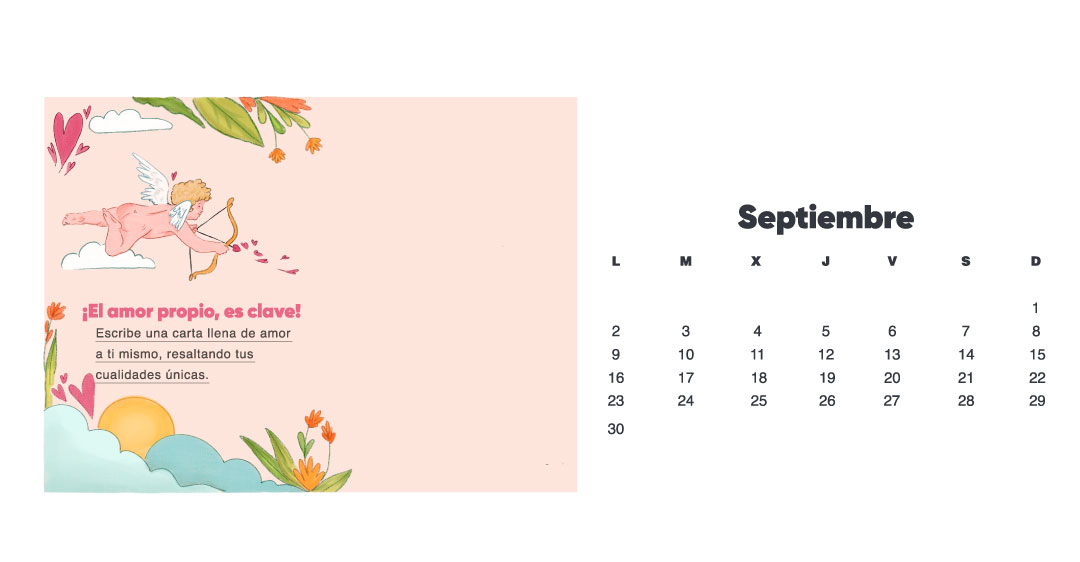 ¡El amor propio, es clave!
Escribe una carta llena de amor
a ti mismo, resaltando tus
cualidades únicas.
Septiembre
L M X J V S D
1
2 3 4 5 6 7 8
9 10 11 12 13 14 15
16 17 18 19 20 21 22
23 24 25 26 27 28 29
30